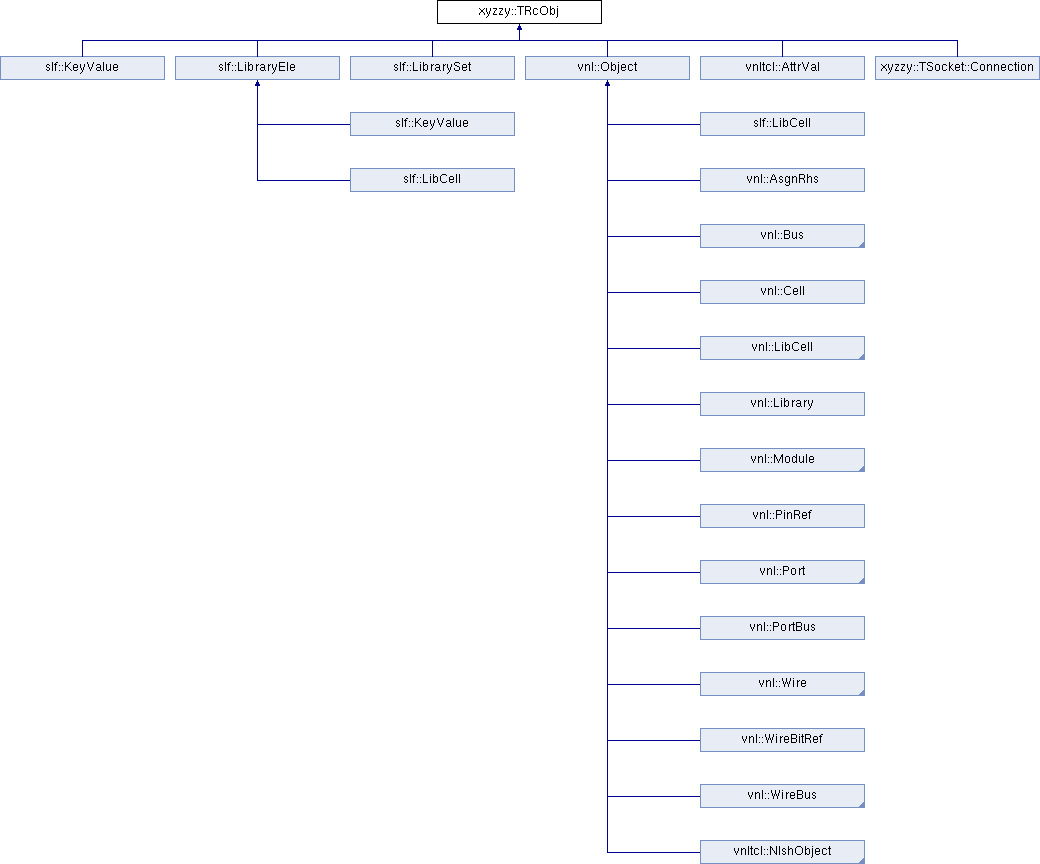 xyzzy::TRcObj
slf::KeyValue
slf::LibraryEle
slf::LibrarySet
vnl::Object
vnltcl::AttrVal
xyzzy::TSocket::Connection
slf::KeyValue
slf::LibCell
slf::LibCell
vnl::AsgnRhs
vnl::Bus
vnl::Cell
vnl::LibCell
vnl::Library
vnl::Module
vnl::PinRef
vnl::Port
vnl::PortBus
vnl::Wire
vnl::WireBitRef
vnl::WireBus
vnltcl::NlshObject